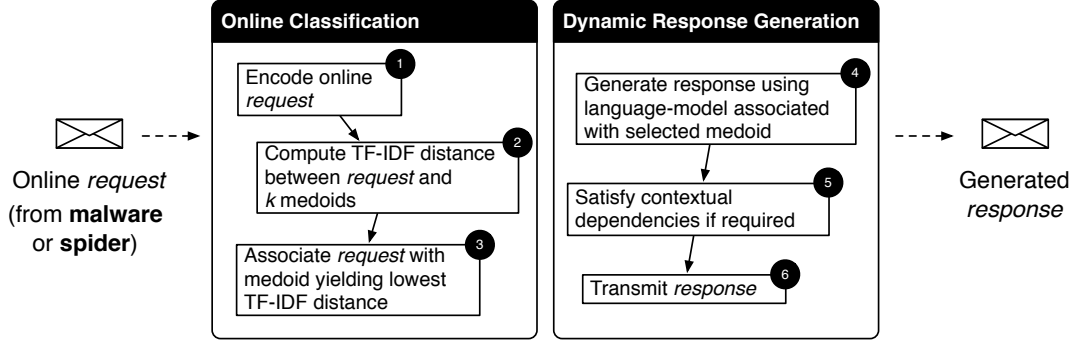 Online Classification
1
Encode online
request
2
Compute TF-IDF distance
between request and
k medoids
3
Associate request with
medoid yielding lowest
TF-IDF distance
Dynamic Response Generation
4
Generate response using
language-model associated
with selected medoid
5
Satisfy contextual
dependencies if required
6
Transmit response
Online request
(from malware
or spider)
Generated
response